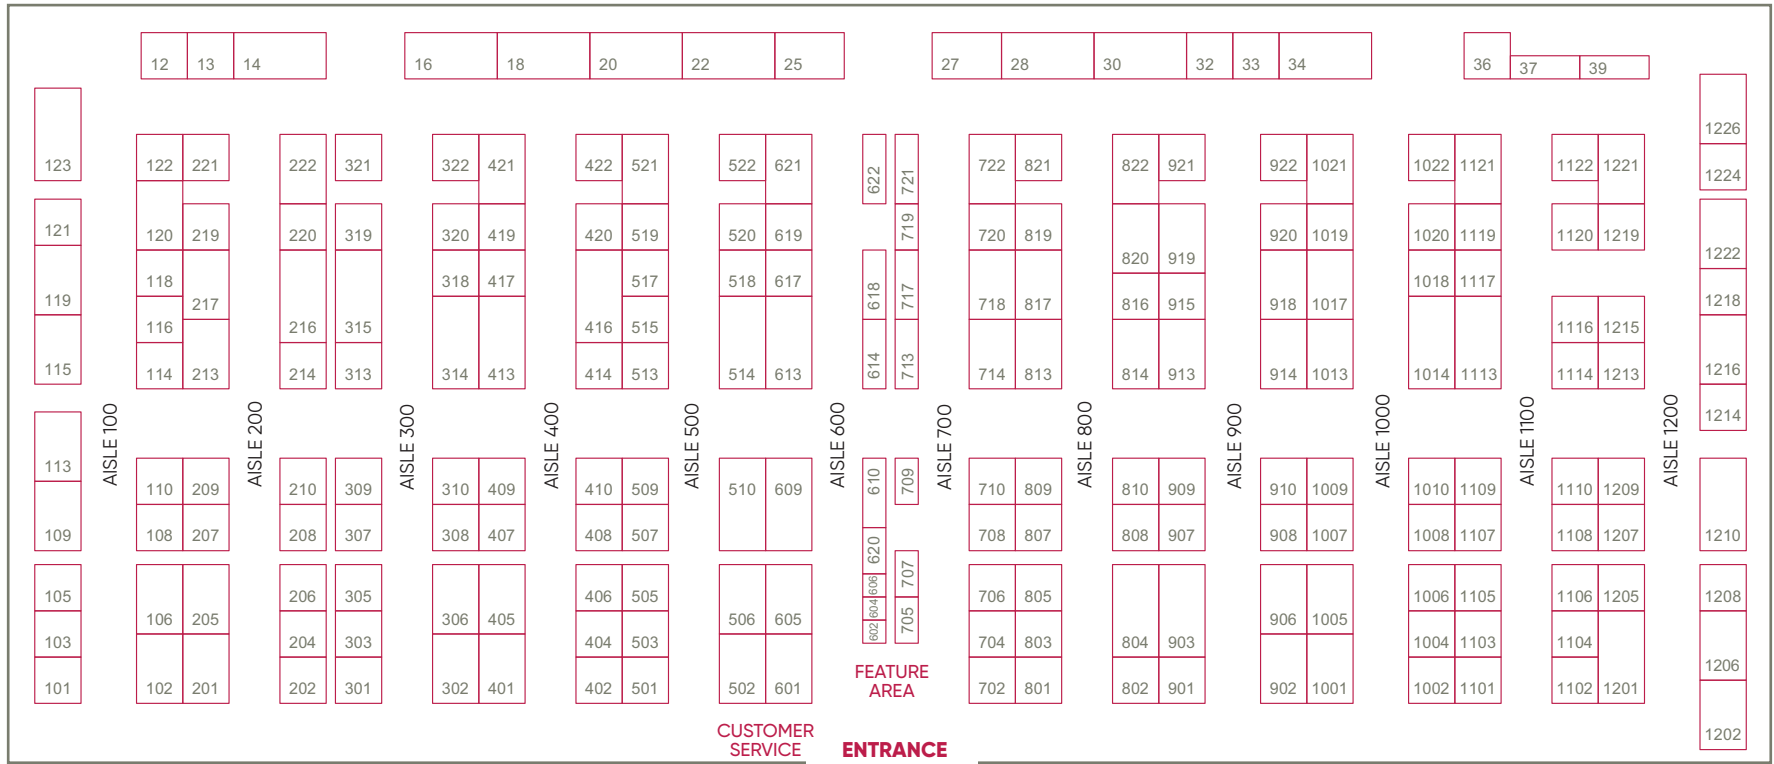 12 13 14 16 18 20 22 25 27 28 30 32 33 34 36 37 39
123 122 221 222 321 322 421 422 521 522 621 622 721 722 821 822 921 922 1021 1022 1121 1122 1221 1226
1224
121 120 219 220 319 320 419 420 519 520 619 719 720 819 920 1019 1020 1119 1120 1219
820 919 1222
119 118 217 318 417 517 518 617 618 717 718 817 816 915 918 1017 1018 1117 1218
116 216 315 416 515 1116 1215
115 114 213 214 313 314 413 414 513 514 613 614 713 714 813 814 913 914 1013 1014 1113 1114 1213 1216
1214
AISLE 100 AISLE 200 AISLE 300 AISLE 400 AISLE 500 AISLE 600 AISLE 700 AISLE 800 AISLE 900 AISLE 1000 AISLE 1100 AISLE 1200
113 110 209 210 309 310 409 410 509 510 609 610 709 710 809 810 909 910 1009 1010 1109 1110 1209
109 108 207 208 307 308 407 408 507 620 708 807 808 907 908 1007 1008 1107 1108 1207 1210
105 106 205 206 305 306 405 406 505 506 605 606 707 706 805 906 1005 1006 1105 1106 1205 1208
604 705
103 204 303 404 503 602 704 803 804 903 1004 1103 1104 1206
101 102 201 202 301 302 401 402 501 502 601 702 801 802 901 902 1001 1002 1101 1102 1201
1202
FEATURE
AREA
CUSTOMER
SERVICE
ENTRANCE